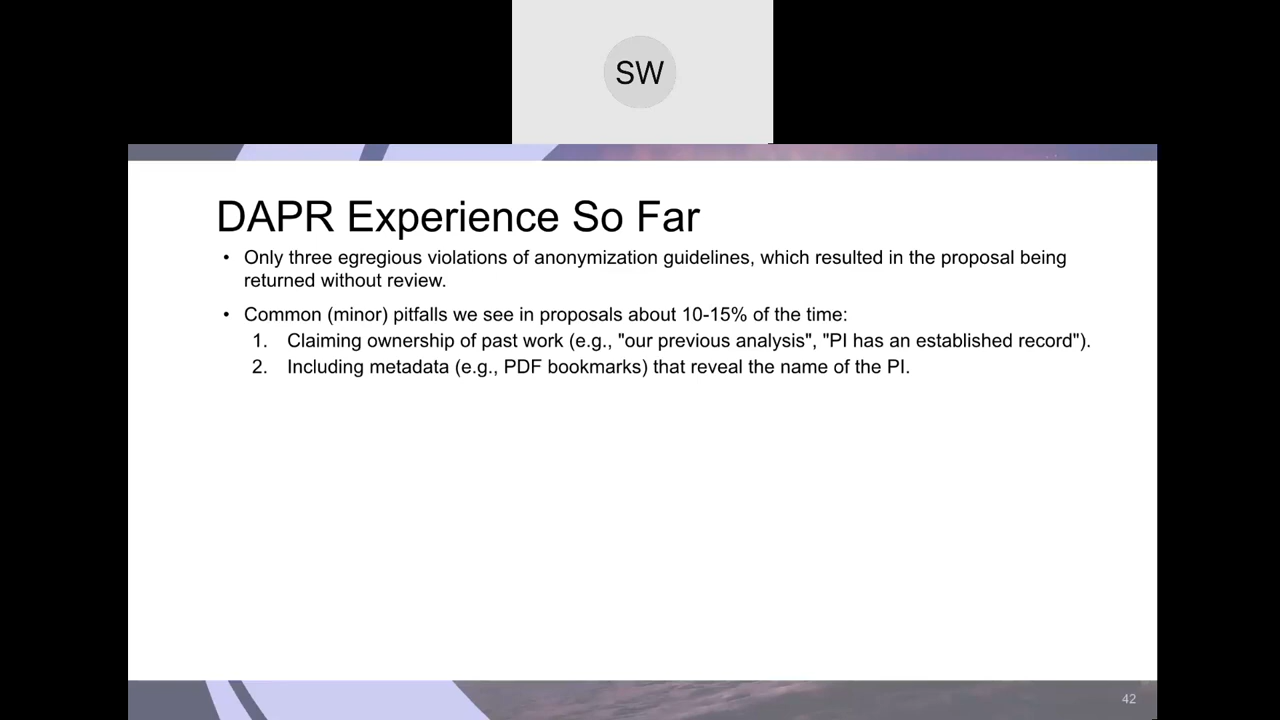 SW
DAPR Experience So Far
• Only three egregious violations of anonymization guidelines, which resulted in the proposal being
returned without review.
• Common (minor) pitfalls we see in proposals about 10-15% of the time:
1. Claiming ownership of past work (e.g., "our previous analysis", "PI has an established record").
2. Including metadata (e.g., PDF bookmarks) that reveal the name of the PI.
42